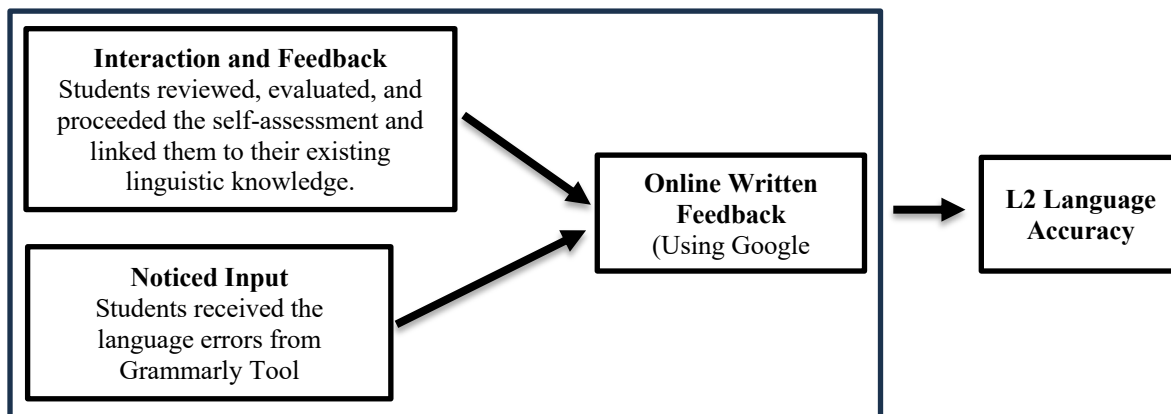 Interaction and Feedback
Students reviewed, evaluated, and
proceeded the self-assessment and
linked them to their existing
linguistic knowledge.
Noticed Input
Students received the
language errors from
Grammarly Tool
Online Written
Feedback
(Using Google
L2 Language
Accuracy